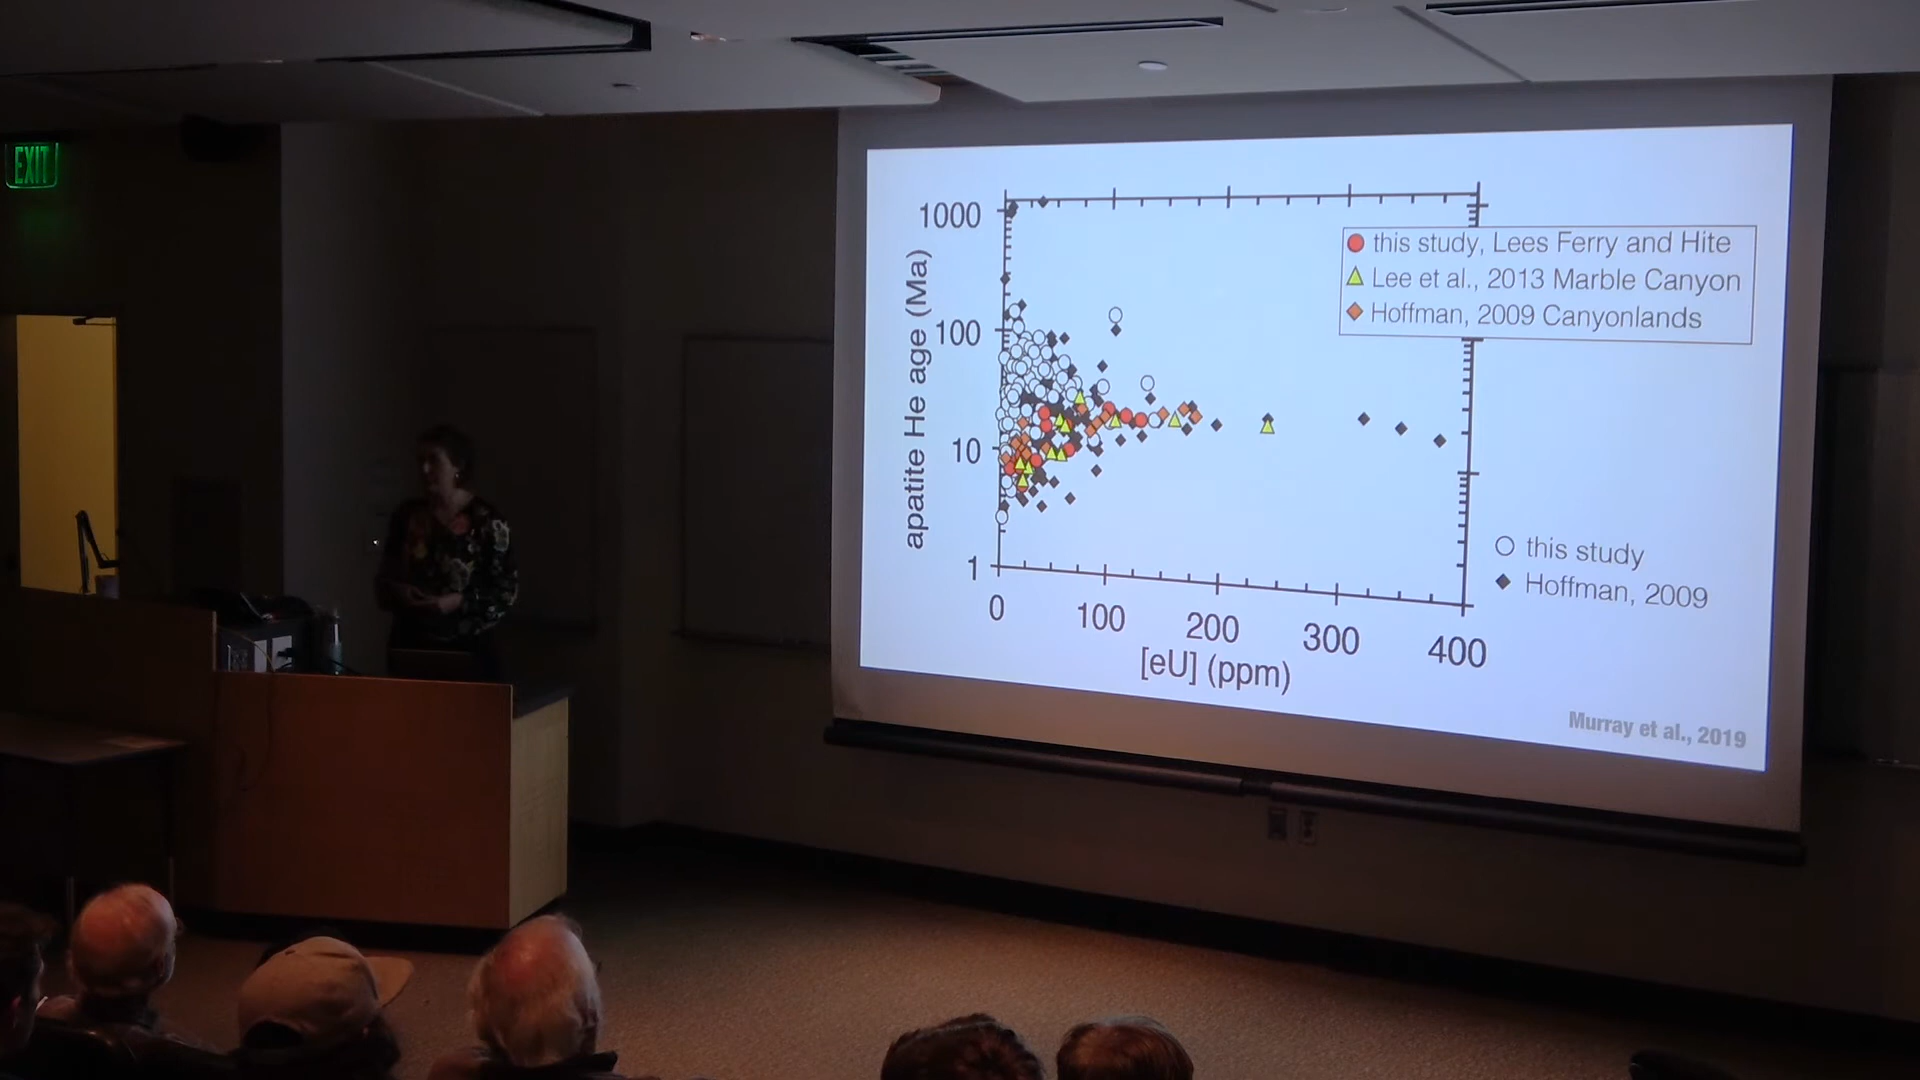 EXIT
1000
100
10
1
apatite He age (Ma)
this study, Lees Ferry and Hite
Lee et al., 2013 Marble Canyon
Hoffman, 2009 Canyonlands
this study
Hoffman, 2009
0 100 200 300 400
[eU] (ppm)
Murray et al., 2019